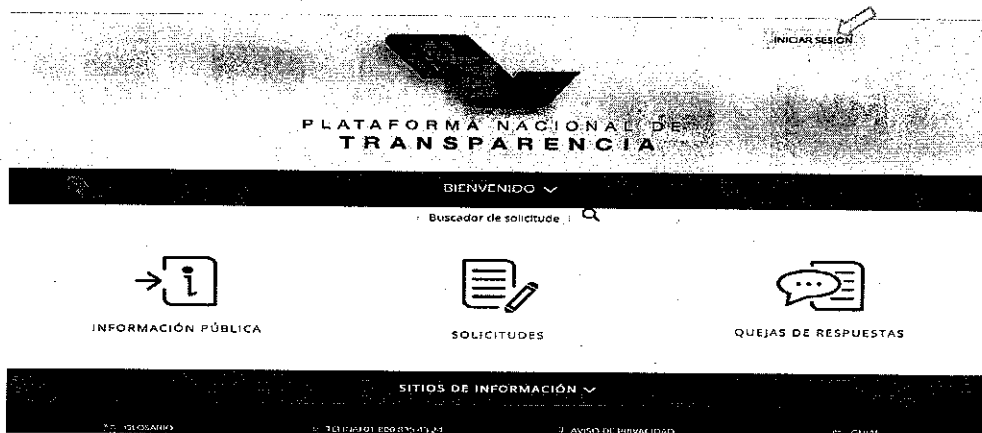 INICIAR SESIÓN
PLATAFORMA NACIONAL DE
TRANSPARENCIA
BIENVENIDO
Buscador de solicitude
INFORMACIÓN PÚBLICA
SOLICITUDES
QUEJAS DE RESPUESTAS
SITIOS DE INFORMACIÓN
GLOSARIO
AVISO DE PRIVACIDAD